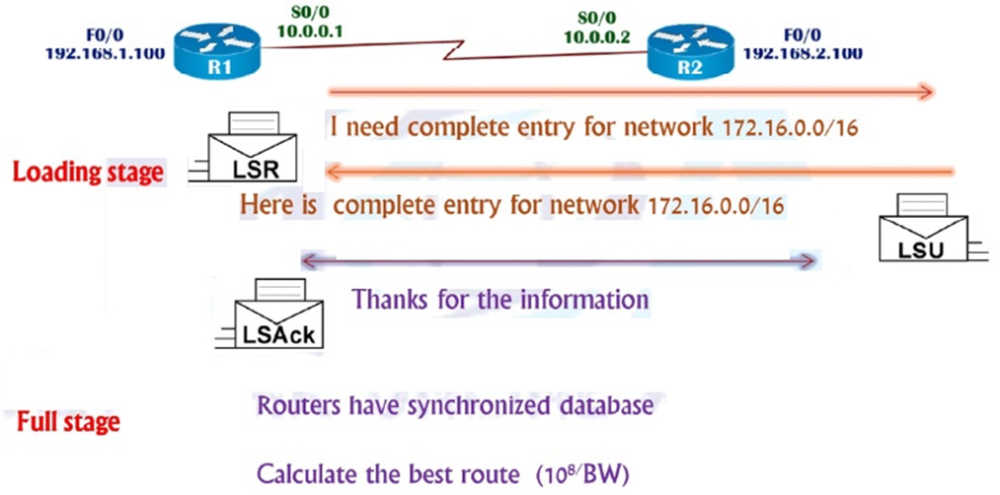 S0/0
10.0.0.1
S0/0
10.0.0.2
F0/0
192.168.1.100
F0/0
192.168.2.100
R1
R2
I need complete entry for network 172.16.0.0/16
LSR
Loading stage
Here is complete entry for network 172.16.0.0/16
LSU
Thanks for the information
LSAck
Routers have synchronized database
Full stage
Calculate the best route (10⁸/BW)